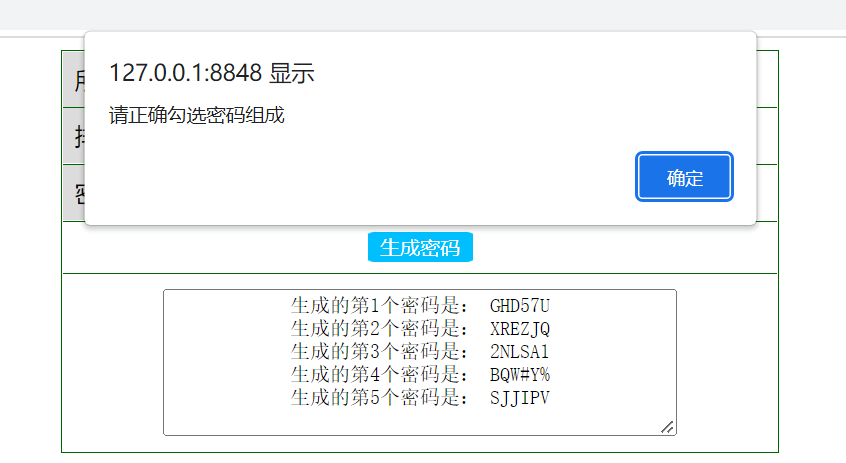 127.0.0.1:8848 显示
请正确勾选密码组成
确定
生成密码
生成的第1个密码是： GHD57U
生成的第2个密码是： XREZJQ
生成的第3个密码是： 2NLSA1
生成的第4个密码是： BQW#Y%
生成的第5个密码是： SJJIPV